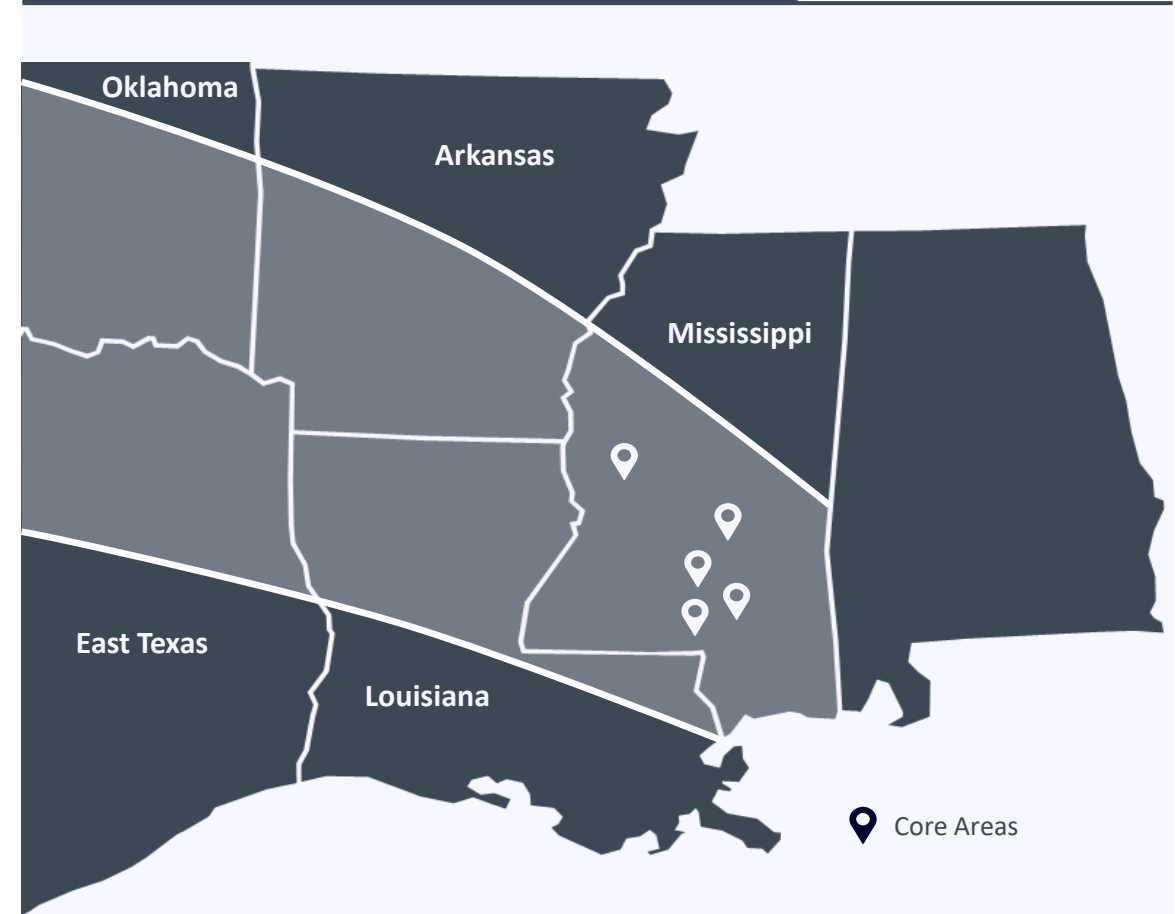 Oklahoma
Arkansas
Mississippi
East Texas
Louisiana
Core Areas